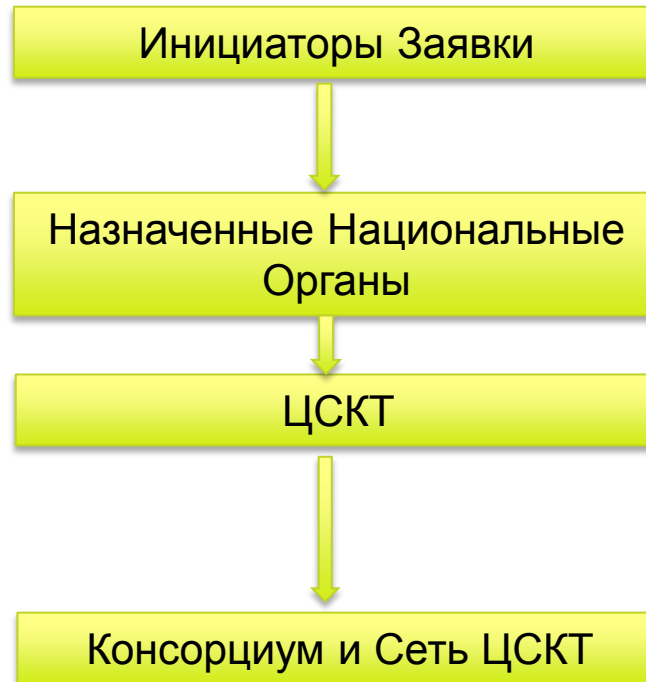 Инициаторы Заявки
Назначенные Национальные
Органы
ЦСКТ
Консорциум и Сеть ЦСКТ